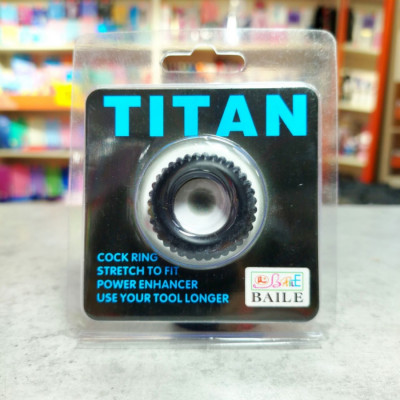 TITAN
COCK RING
STRETCH TO FIT
POWER ENHANCER
USE YOUR TOOL LONGER
BAILE